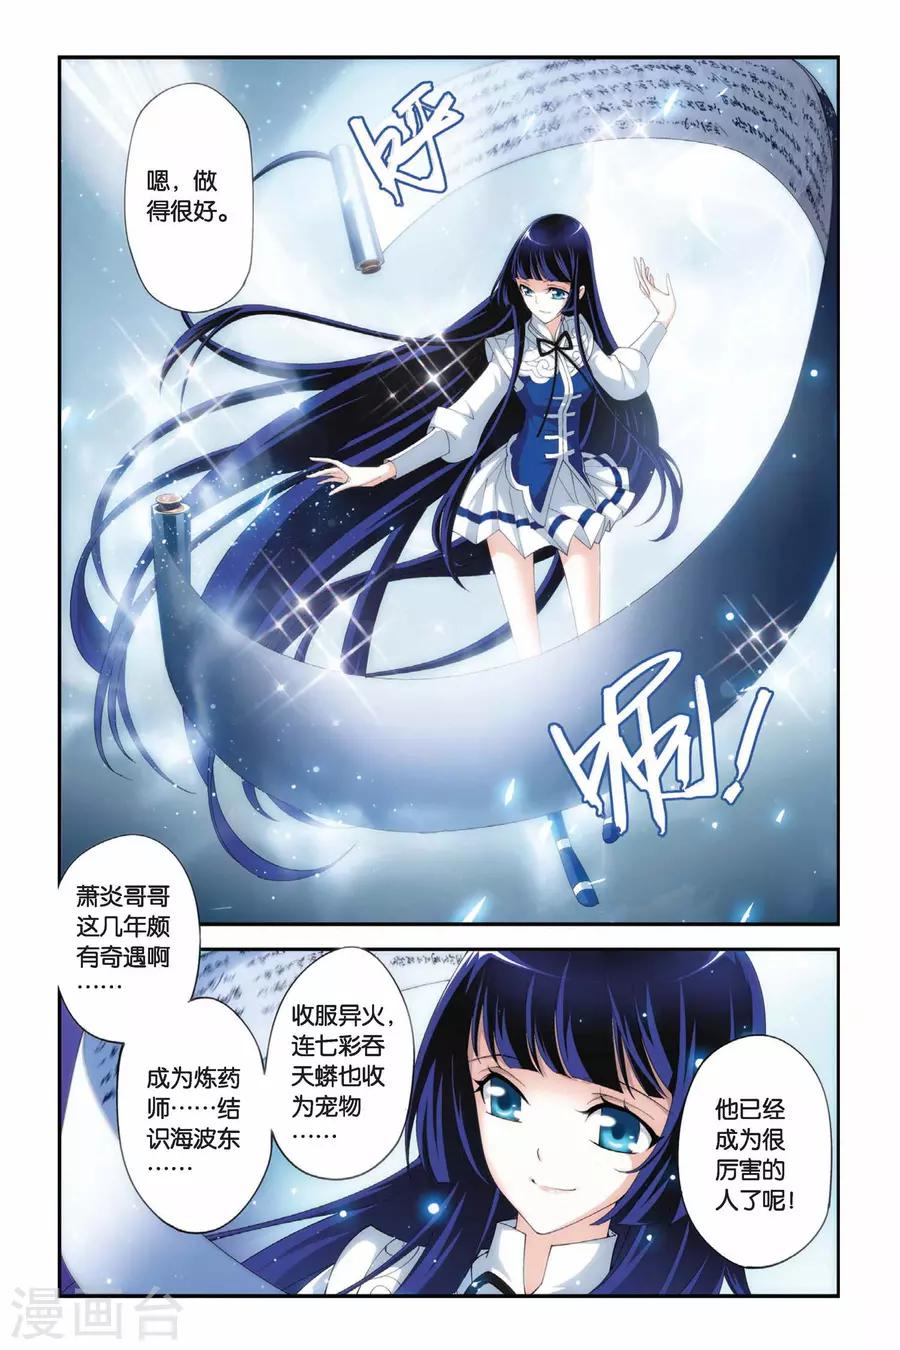 嗯，做
得很好。
呼
唰！
萧炎哥哥
这几年颇
有奇遇啊
……
成为炼药
师……结
识海波东
……
收服异火，
连七彩吞
天蟒也收
为宠物
……
他已经
成为很
厉害的
人了呢！
漫画台